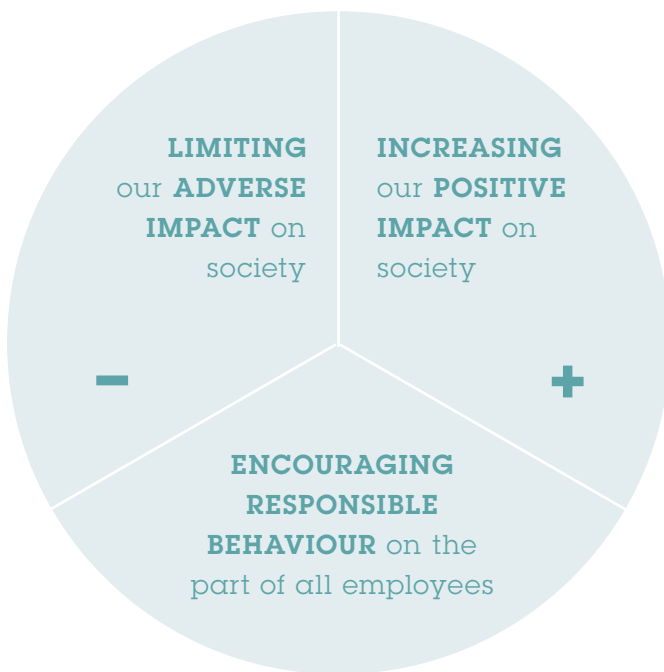 LIMITING
our ADVERSE
IMPACT on
society
INCREASING
our POSITIVE
IMPACT on
society
ENCOURAGING
RESPONSIBLE
BEHAVIOUR on the
part of all employees